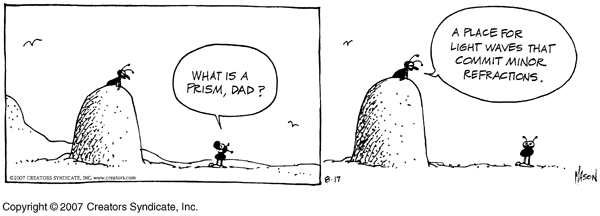 WHAT IS A
PRISM, DAD?
©2007 CREATORS SYNDICATE, INC. www.creators.com
A PLACE FOR
LIGHT WAVES THAT
COMMIT MINOR
REFRACTIONS.
8-17
MASON
Copyright © 2007 Creators Syndicate, Inc.